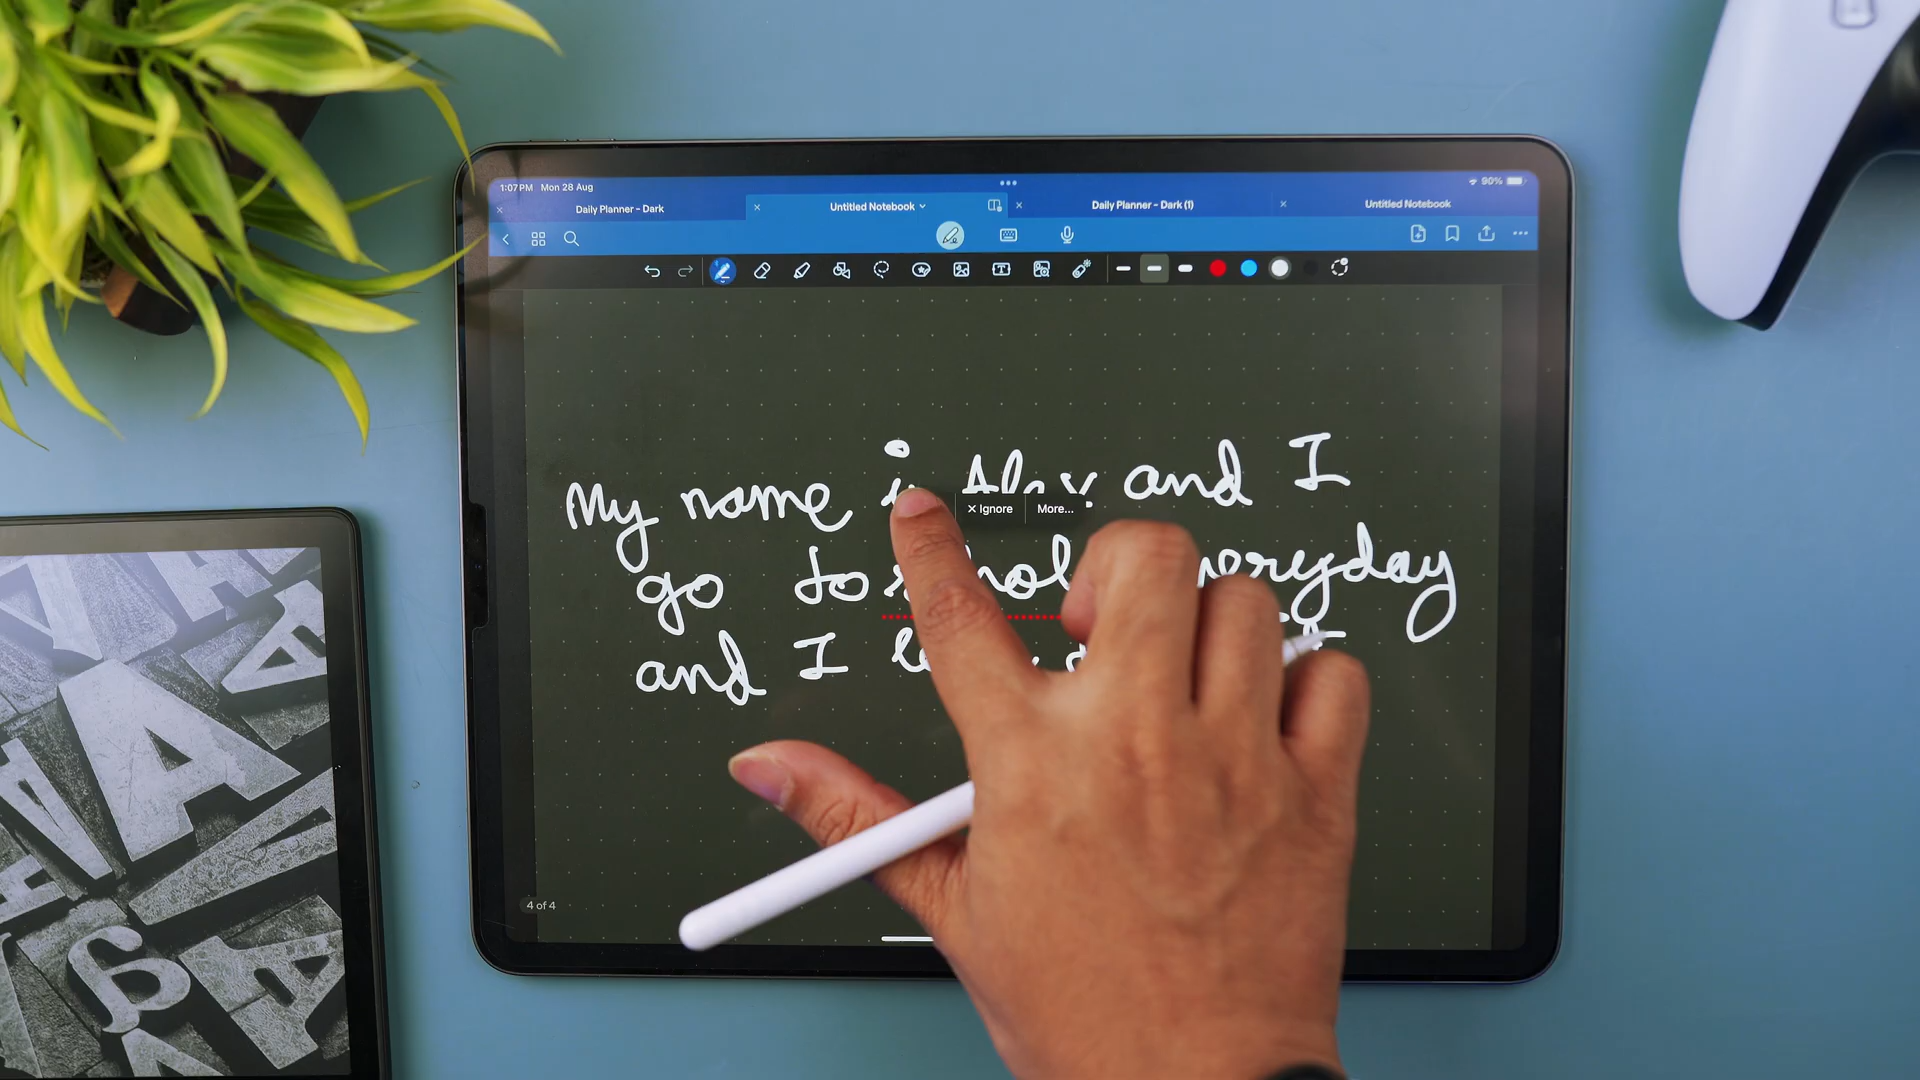 1:07 PM Mon 28 Aug 90%
Daily Planner - Dark Untitled Notebook Daily Planner - Dark (1) Untitled Notebook
My name is Alex and I
Ignore More...
go to everyday
and I
4 of 4